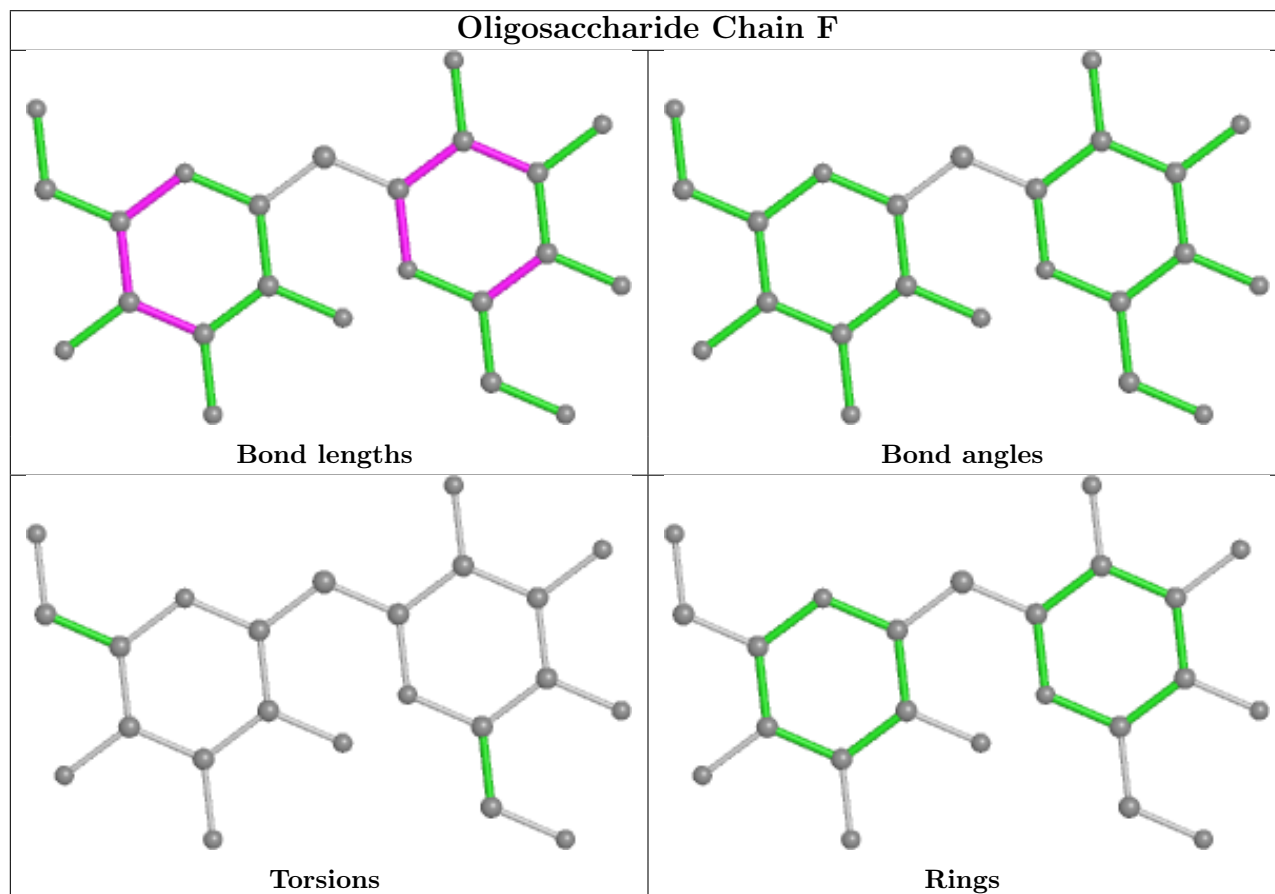 Oligosaccharide Chain F
Bond lengths
Bond angles
Torsions
Rings